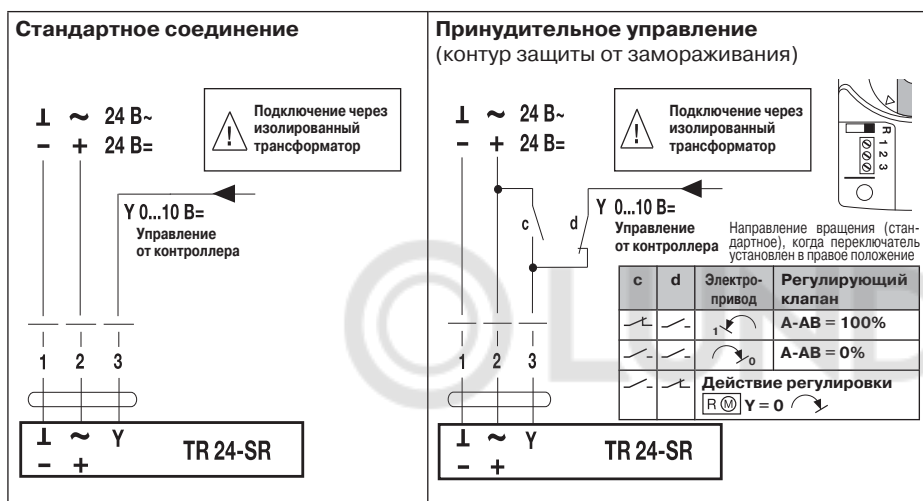 Стандартное соединение
⊥ ~ 24 В~
− + 24 В=
Подключение через
изолированный
трансформатор
Y 0...10 В=
Управление
от контроллера
1 2 3
⊥ ~ Y
− +
TR 24-SR
Принудительное управление
(контур защиты от замораживания)
⊥ ~ 24 В~
− + 24 В=
Подключение через
изолированный
трансформатор
R 1 2 3
c d
Y 0...10 В=
Управление
от контроллера
Направление вращения (стан-
дартное), когда переключатель
установлен в правое положение
c d Электро- Регулирующий
привод клапан
1 A-AB = 100%
0 A-AB = 0%
Действие регулировки
R M Y = 0
1 2 3
⊥ ~ Y
− +
TR 24-SR
LUND